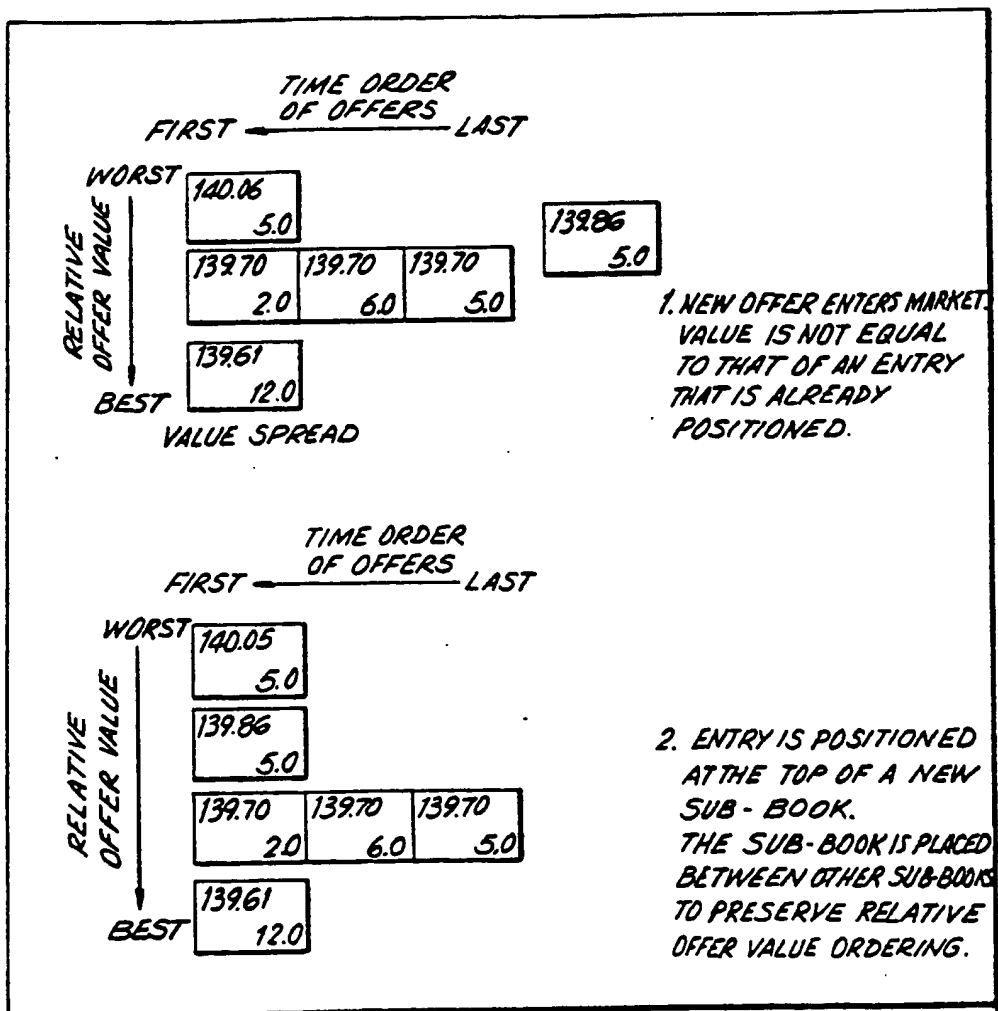 TIME ORDER
OF OFFERS
FIRST LAST
WORST
RELATIVE
OFFER VALUE
BEST
140.06
5.0
139.86
5.0
139.70 139.70 139.70
2.0 6.0 5.0
139.61
12.0
VALUE SPREAD
1. NEW OFFER ENTERS MARKET.
VALUE IS NOT EQUAL
TO THAT OF AN ENTRY
THAT IS ALREADY
POSITIONED.
TIME ORDER
OF OFFERS
FIRST LAST
WORST
RELATIVE
OFFER VALUE
BEST
140.05
5.0
139.86
5.0
139.70 139.70 139.70
2.0 6.0 5.0
139.61
12.0
2. ENTRY IS POSITIONED
AT THE TOP OF A NEW
SUB-BOOK.
THE SUB-BOOK IS PLACED
BETWEEN OTHER SUB-BOOKS
TO PRESERVE RELATIVE
OFFER VALUE ORDERING.